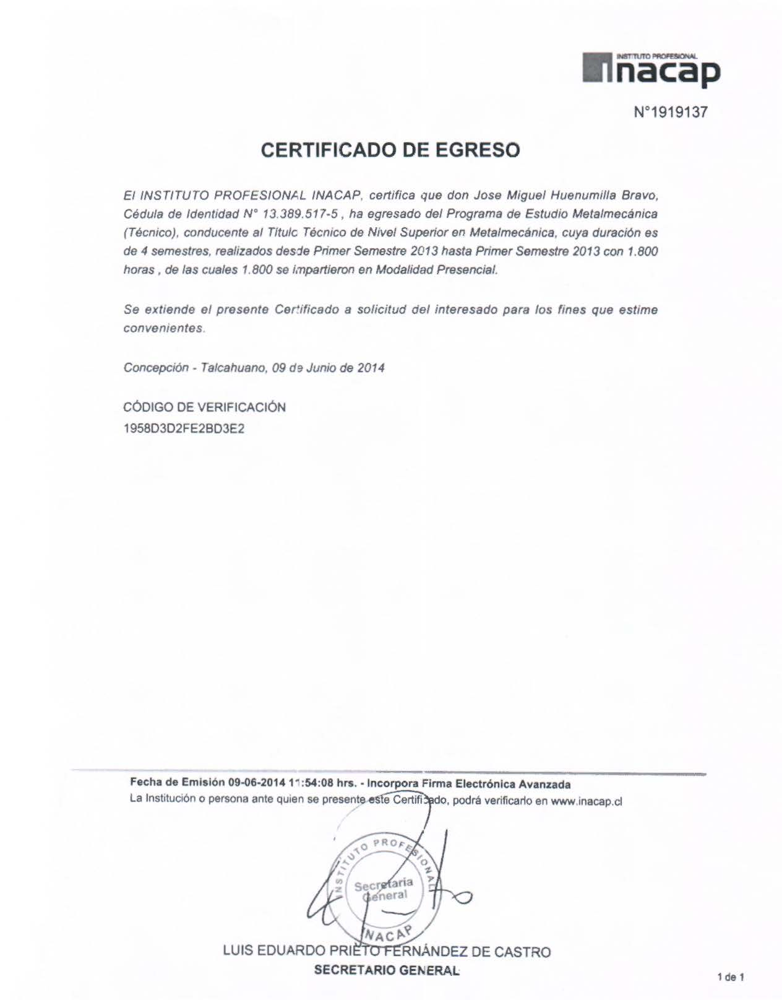 INSTITUTO PROFESIONAL
Inacap
N°1919137
CERTIFICADO DE EGRESO
El INSTITUTO PROFESIONAL INACAP, certifica que don Jose Miguel Huenumilla Bravo,
Cédula de Identidad N° 13.389.517-5 , ha egresado del Programa de Estudio Metalmecánica
(Técnico), conducente al Título Técnico de Nivel Superior en Metalmecánica, cuya duración es
de 4 semestres, realizados desde Primer Semestre 2013 hasta Primer Semestre 2013 con 1.800
horas , de las cuales 1.800 se impartieron en Modalidad Presencial.
Se extiende el presente Certificado a solicitud del interesado para los fines que estime
convenientes.
Concepción - Talcahuano, 09 de Junio de 2014
CÓDIGO DE VERIFICACIÓN
1958D3D2FE2BD3E2
Fecha de Emisión 09-06-2014 11:54:08 hrs. - Incorpora Firma Electrónica Avanzada
La Institución o persona ante quien se presente este Certificado, podrá verificarlo en www.inacap.cl
INSTITUTO PROFESIONAL
Secretaria
General
INACAP
LUIS EDUARDO PRIETO FERNÁNDEZ DE CASTRO
SECRETARIO GENERAL
1 de 1